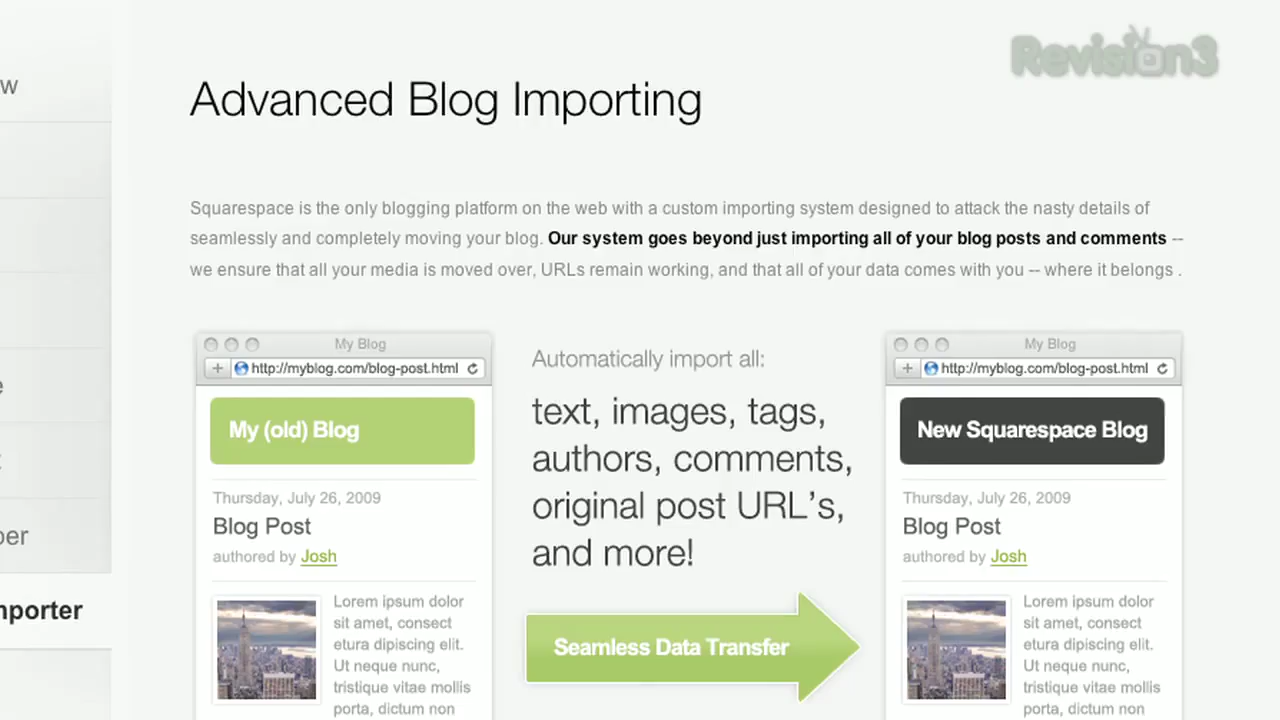 Revision3
w
Advanced Blog Importing
Squarespace is the only blogging platform on the web with a custom importing system designed to attack the nasty details of
seamlessly and completely moving your blog. Our system goes beyond just importing all of your blog posts and comments --
we ensure that all your media is moved over, URLs remain working, and that all of your data comes with you -- where it belongs .
e
per
mporter
My Blog
http://myblog.com/blog-post.html
My (old) Blog
Thursday, July 26, 2009
Blog Post
authored by Josh
Lorem ipsum dolor
sit amet, consect
etura dipiscing elit.
Ut neque nunc,
tristique vitae mollis
porta, dictum non
Automatically import all:
text, images, tags,
authors, comments,
original post URL's,
and more!
Seamless Data Transfer
My Blog
http://myblog.com/blog-post.html
New Squarespace Blog
Thursday, July 26, 2009
Blog Post
authored by Josh
Lorem ipsum dolor
sit amet, consect
etura dipiscing elit.
Ut neque nunc,
tristique vitae mollis
porta, dictum non